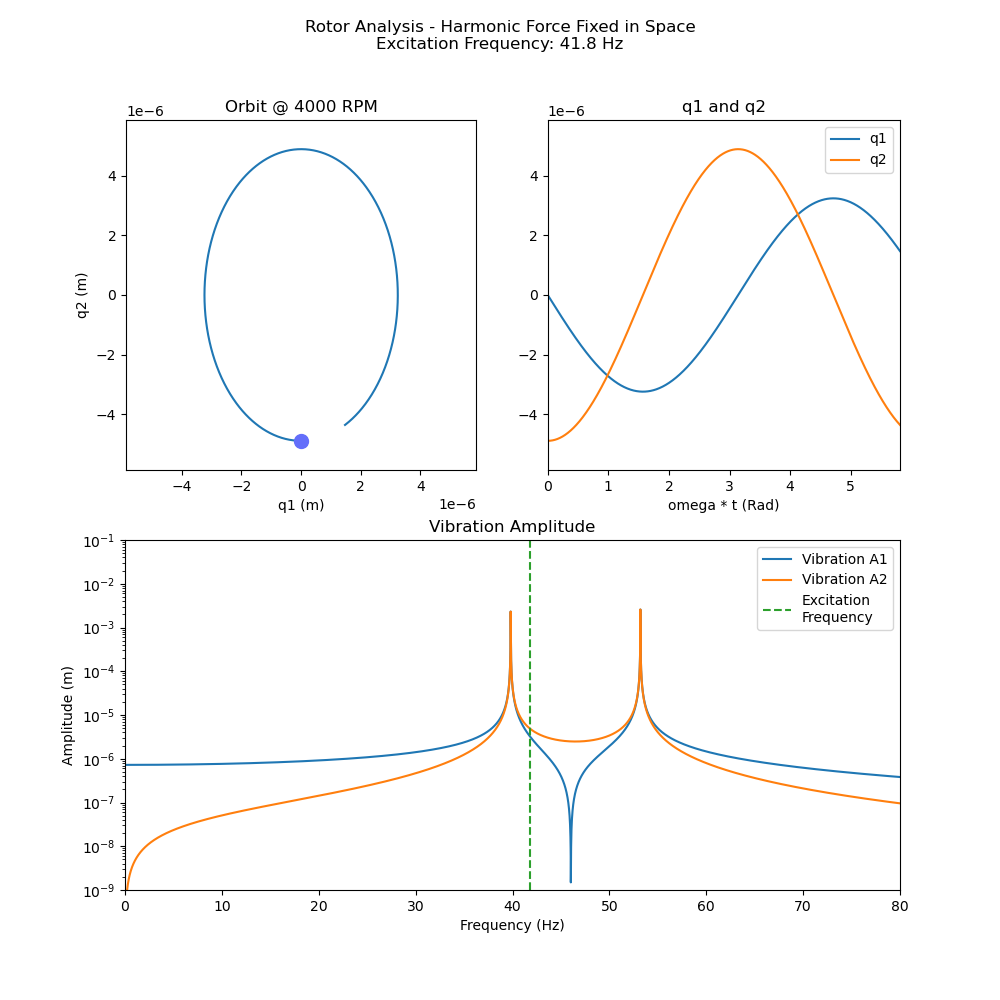 Rotor Analysis - Harmonic Force Fixed in Space
Excitation Frequency: 41.8 Hz
Orbit @ 4000 RPM
1e−6
4
2
0
−2
−4
q2 (m)
−4 −2 0 2 4
q1 (m)
1e−6
q1 and q2
1e−6
q1
q2
4
2
0
−2
−4
0 1 2 3 4 5
omega * t (Rad)
Vibration Amplitude
Vibration A1
Vibration A2
Excitation
Frequency
10−1
10−2
10−3
10−4
10−5
10−6
10−7
10−8
10−9
Amplitude (m)
0 10 20 30 40 50 60 70 80
Frequency (Hz)